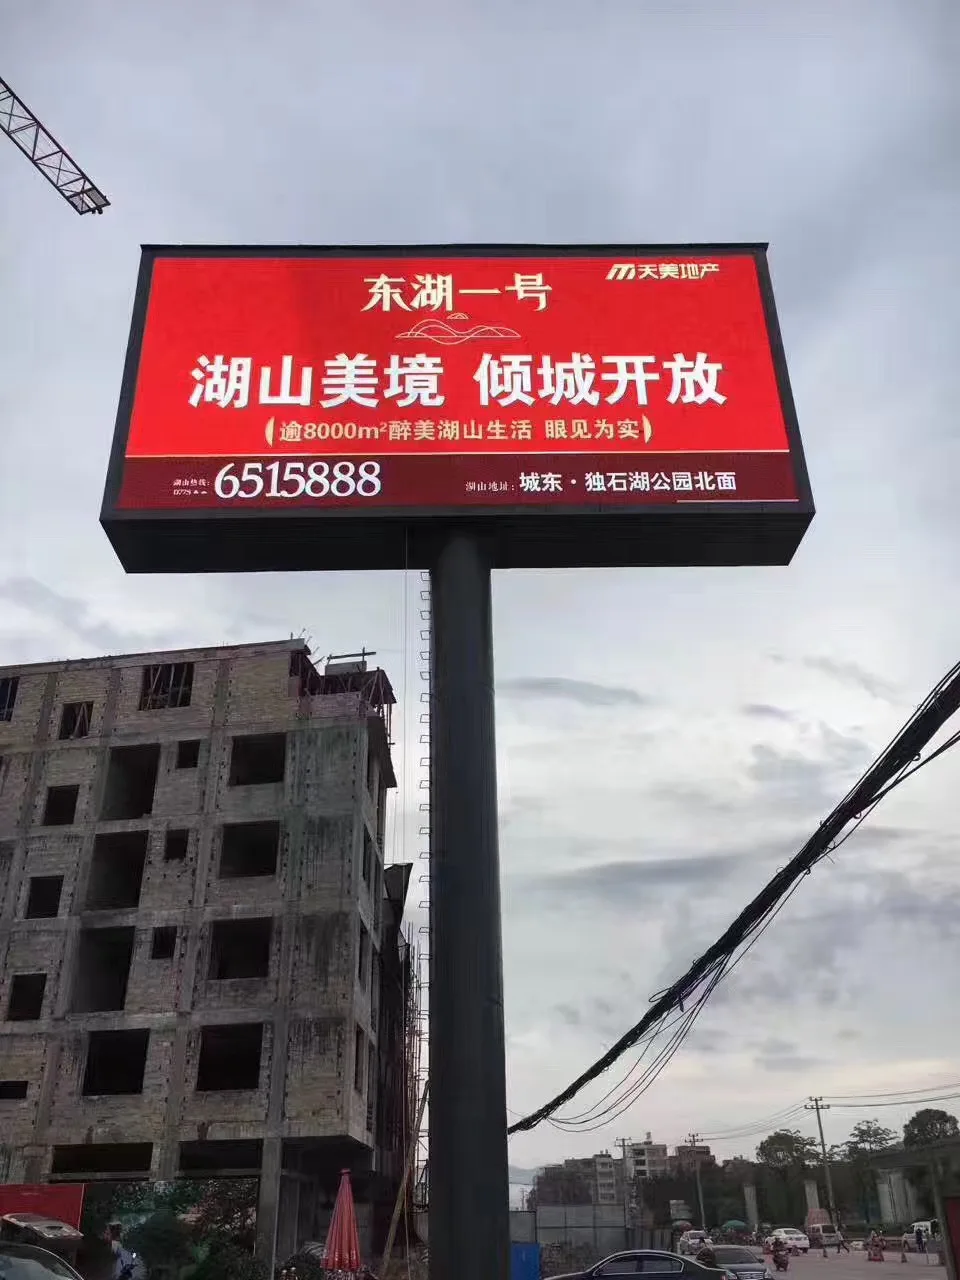 天美地产
东湖一号
湖山美境 倾城开放
逾8000m²醉美湖山生活 眼见为实
湖山热线:
6515888
湖山地址: 城东·独石湖公园北面